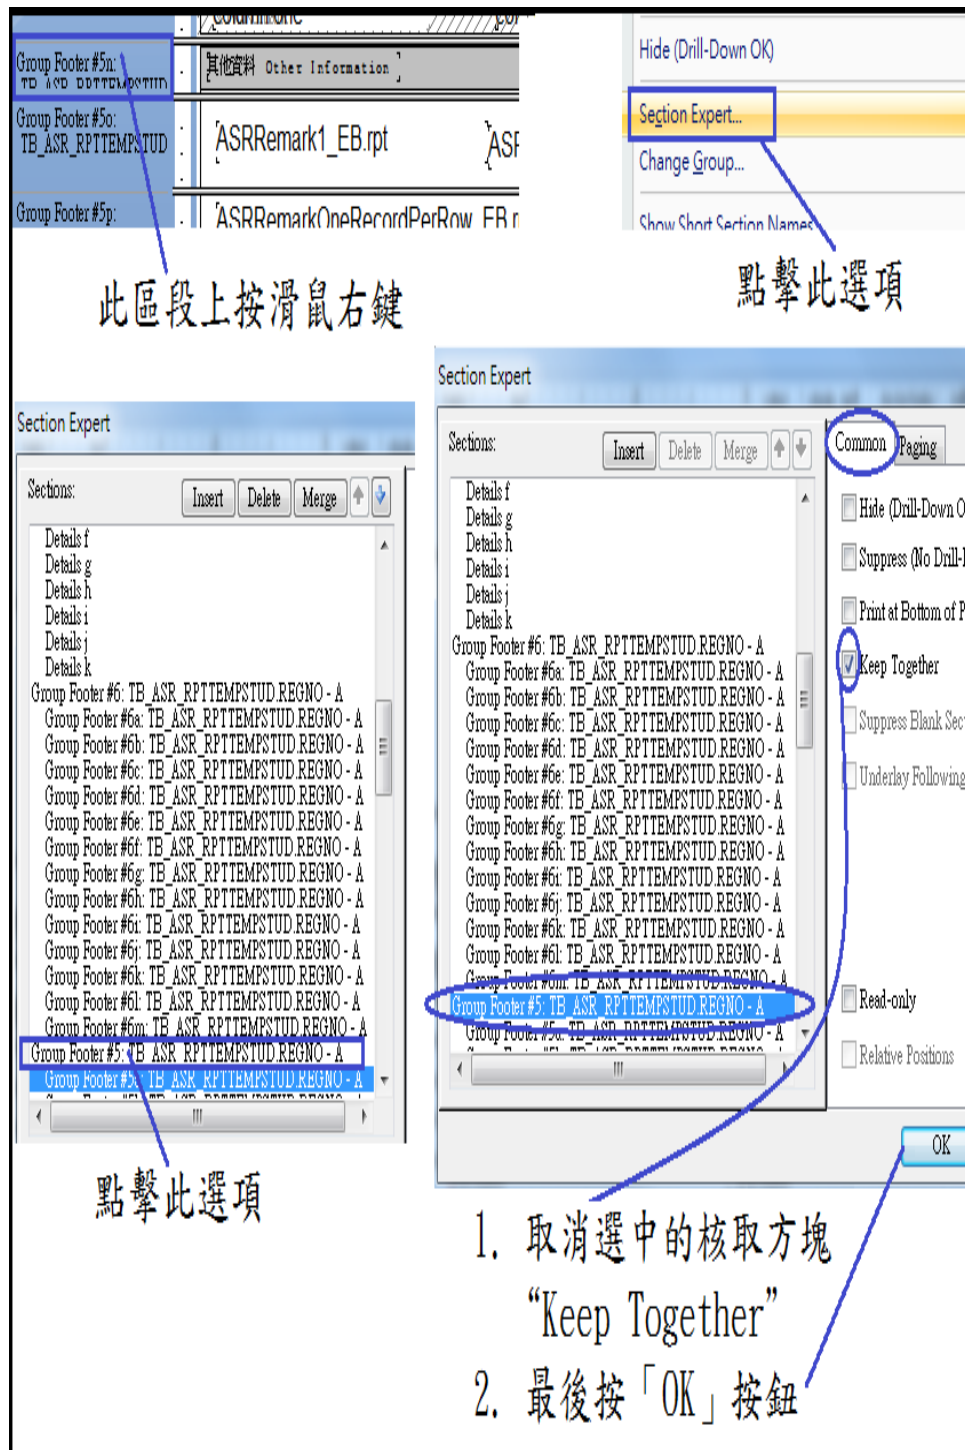 Column:one
Group Footer #5n:
TB_ASR_RPTTEMPSTUD
其他資料 Other Information
Group Footer #5o:
TB_ASR_RPTTEMPSTUD
ASRRemark1_EB.rpt
ASR
Group Footer #5p:
ASRRemarkOneRecordPerRow_EB.r
Hide (Drill-Down OK)
Section Expert...
Change Group...
Show Short Section Names
此區段上按滑鼠右鍵
點擊此選項
Section Expert
Sections:
Insert Delete Merge
Details f
Details g
Details h
Details i
Details j
Details k
Group Footer #6: TB_ASR_RPTTEMPSTUD.REGNO - A
Group Footer #6a: TB_ASR_RPTTEMPSTUD.REGNO - A
Group Footer #6b: TB_ASR_RPTTEMPSTUD.REGNO - A
Group Footer #6c: TB_ASR_RPTTEMPSTUD.REGNO - A
Group Footer #6d: TB_ASR_RPTTEMPSTUD.REGNO - A
Group Footer #6e: TB_ASR_RPTTEMPSTUD.REGNO - A
Group Footer #6f: TB_ASR_RPTTEMPSTUD.REGNO - A
Group Footer #6g: TB_ASR_RPTTEMPSTUD.REGNO - A
Group Footer #6h: TB_ASR_RPTTEMPSTUD.REGNO - A
Group Footer #6i: TB_ASR_RPTTEMPSTUD.REGNO - A
Group Footer #6j: TB_ASR_RPTTEMPSTUD.REGNO - A
Group Footer #6k: TB_ASR_RPTTEMPSTUD.REGNO - A
Group Footer #6l: TB_ASR_RPTTEMPSTUD.REGNO - A
Group Footer #6m: TB_ASR_RPTTEMPSTUD.REGNO - A
Group Footer #5: TB_ASR_RPTTEMPSTUD.REGNO - A
Group Footer #5a: TB_ASR_RPTTEMPSTUD.REGNO - A
點擊此選項
Section Expert
Sections:
Insert Delete Merge
Details f
Details g
Details h
Details i
Details j
Details k
Group Footer #6: TB_ASR_RPTTEMPSTUD.REGNO - A
Group Footer #6a: TB_ASR_RPTTEMPSTUD.REGNO - A
Group Footer #6b: TB_ASR_RPTTEMPSTUD.REGNO - A
Group Footer #6c: TB_ASR_RPTTEMPSTUD.REGNO - A
Group Footer #6d: TB_ASR_RPTTEMPSTUD.REGNO - A
Group Footer #6e: TB_ASR_RPTTEMPSTUD.REGNO - A
Group Footer #6f: TB_ASR_RPTTEMPSTUD.REGNO - A
Group Footer #6g: TB_ASR_RPTTEMPSTUD.REGNO - A
Group Footer #6h: TB_ASR_RPTTEMPSTUD.REGNO - A
Group Footer #6i: TB_ASR_RPTTEMPSTUD.REGNO - A
Group Footer #6j: TB_ASR_RPTTEMPSTUD.REGNO - A
Group Footer #6k: TB_ASR_RPTTEMPSTUD.REGNO - A
Group Footer #6l: TB_ASR_RPTTEMPSTUD.REGNO - A
Group Footer #6m: TB_ASR_RPTTEMPSTUD.REGNO - A
Group Footer #5: TB_ASR_RPTTEMPSTUD.REGNO - A
Group Footer #5a: TB_ASR_RPTTEMPSTUD.REGNO - A
Common Paging
Hide (Drill-Down O
Suppress (No Drill-
Print at Bottom of P
Keep Together
Suppress Blank Sec
Underlay Following
Read-only
Relative Positions
OK
1. 取消選中的核取方塊
“Keep Together”
2. 最後按「OK」按鈕